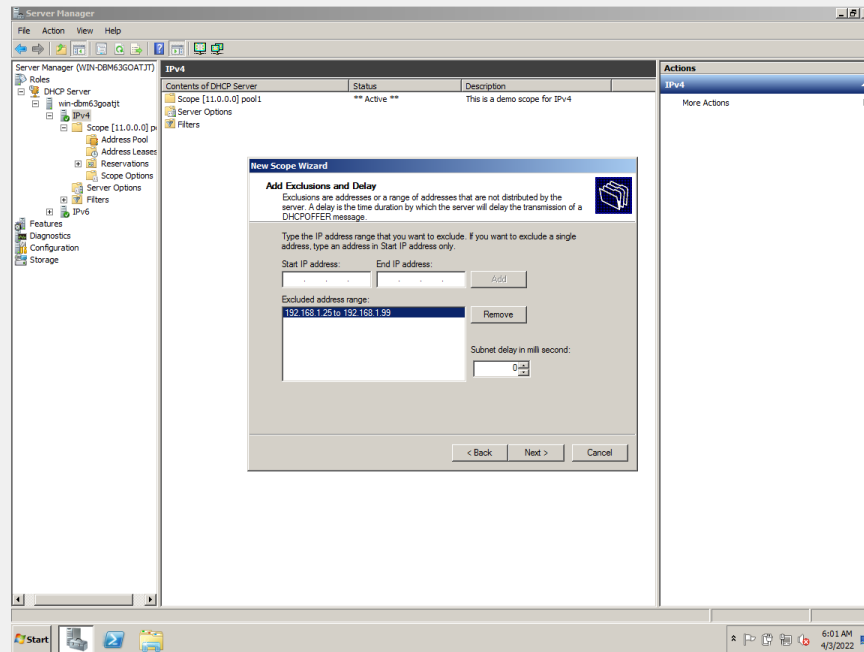 Server Manager
File Action View Help
Server Manager (WIN-DBM63GOATJT)
Roles
DHCP Server
win-dbm63goatjt
IPv4
Scope [11.0.0.0] p
Address Pool
Address Leases
Reservations
Scope Options
Server Options
Filters
IPv6
Features
Diagnostics
Configuration
Storage
IPv4
Contents of DHCP Server Status Description
Scope [11.0.0.0] pool1 ** Active ** This is a demo scope for IPv4
Server Options
Filters
Actions
IPv4
More Actions
New Scope Wizard
Add Exclusions and Delay
Exclusions are addresses or a range of addresses that are not distributed by the
server. A delay is the time duration by which the server will delay the transmission of a
DHCPOFFER message.
Type the IP address range that you want to exclude. If you want to exclude a single
address, type an address in Start IP address only.
Start IP address: End IP address:
Add
Excluded address range:
192.168.1.25 to 192.168.1.99
Remove
Subnet delay in milli second:
0
< Back Next > Cancel
Start
6:01 AM
4/3/2022